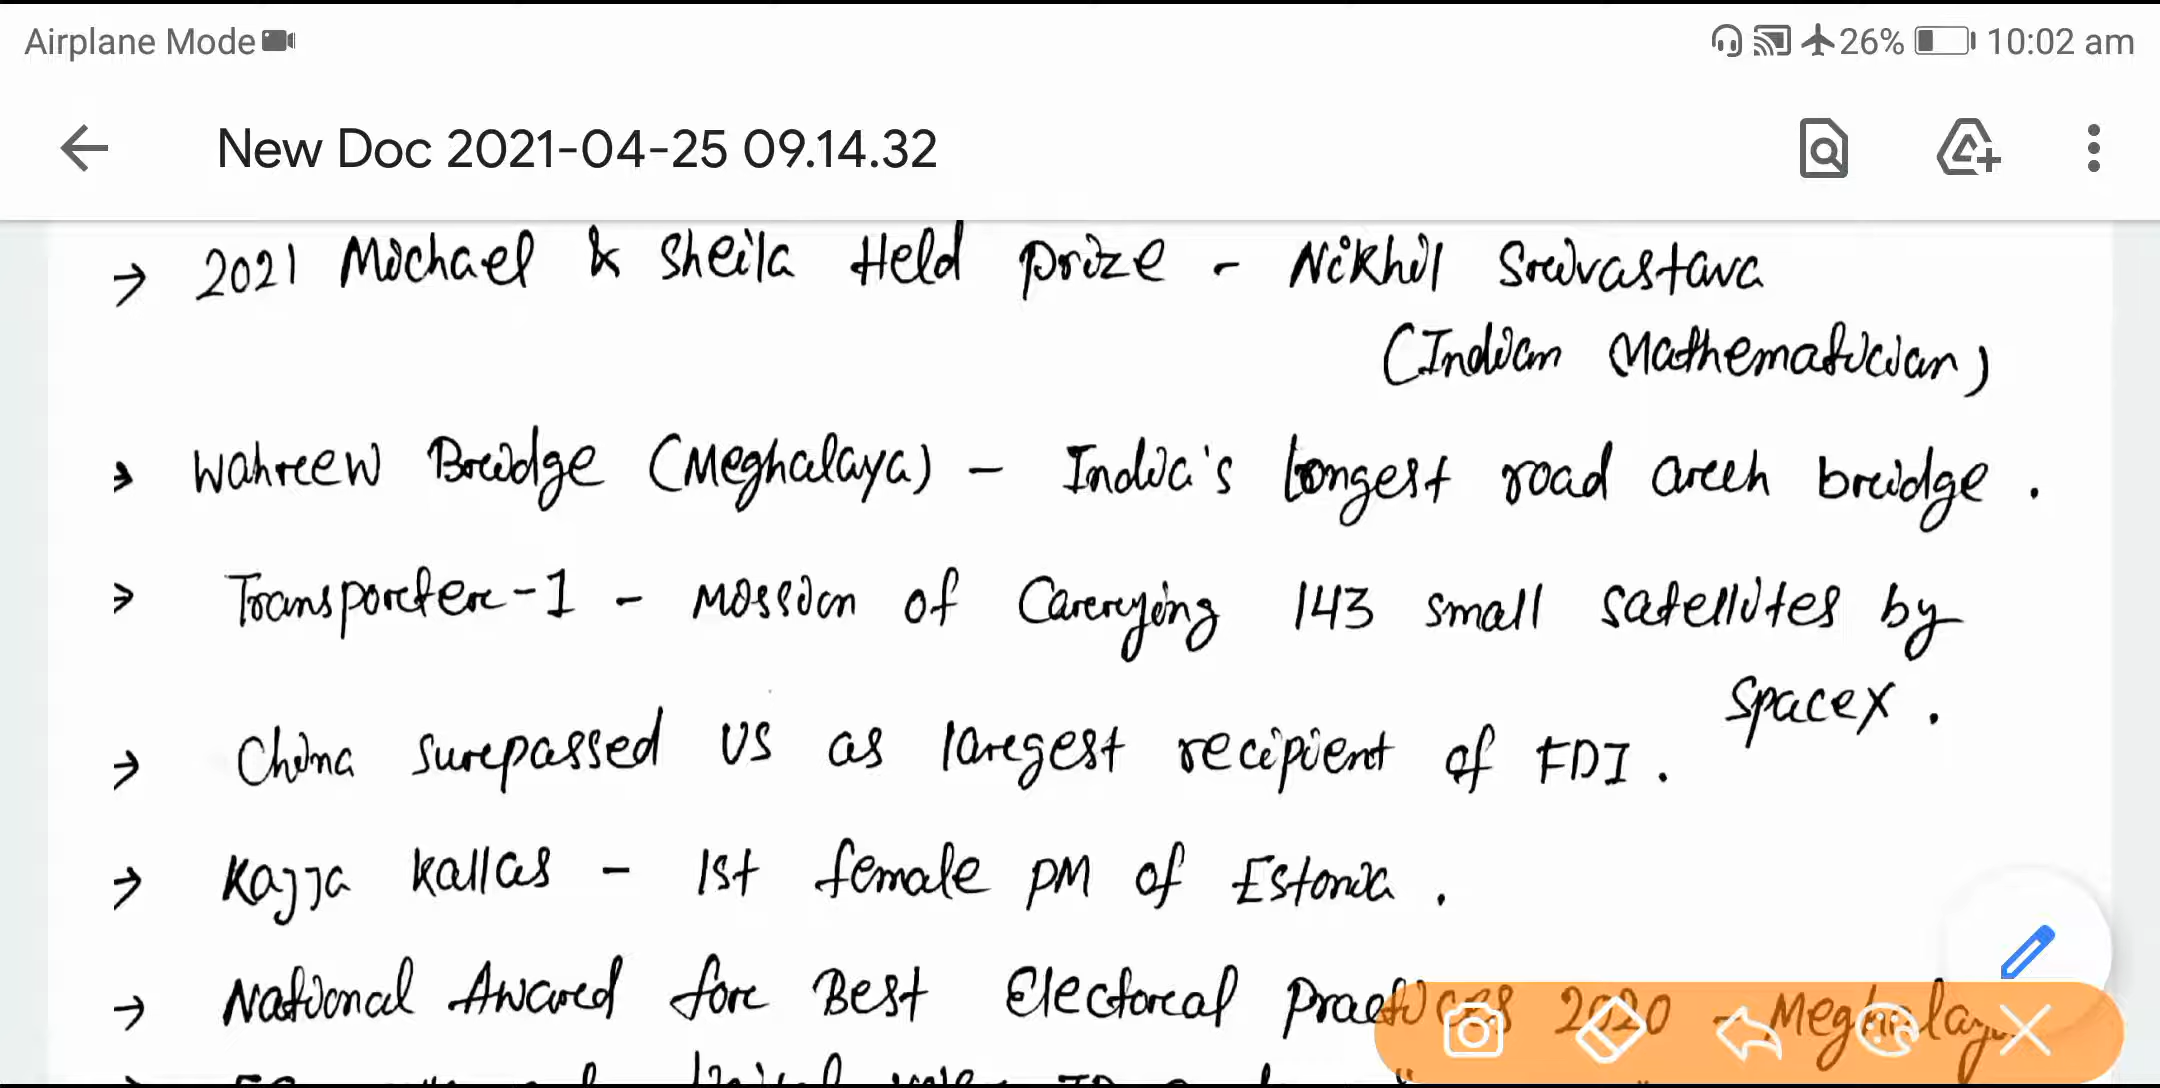 Airplane Mode 26% 10:02 am
New Doc 2021-04-25 09.14.32
→ 2021 Michael & Sheila Held prize - Nikhil Srivastava
(Indian Mathematician)
→ Wahrew Bridge (Meghalaya) - India's longest road arch bridge.
→ Transporter-1 - mission of Carrying 143 small satellites by
SpaceX.
→ China surpassed US as largest recipient of FDI.
→ Kajja Kallas - 1st female PM of Estonia.
→ National Award for Best Electoral Practices 2020 - Meghalaya